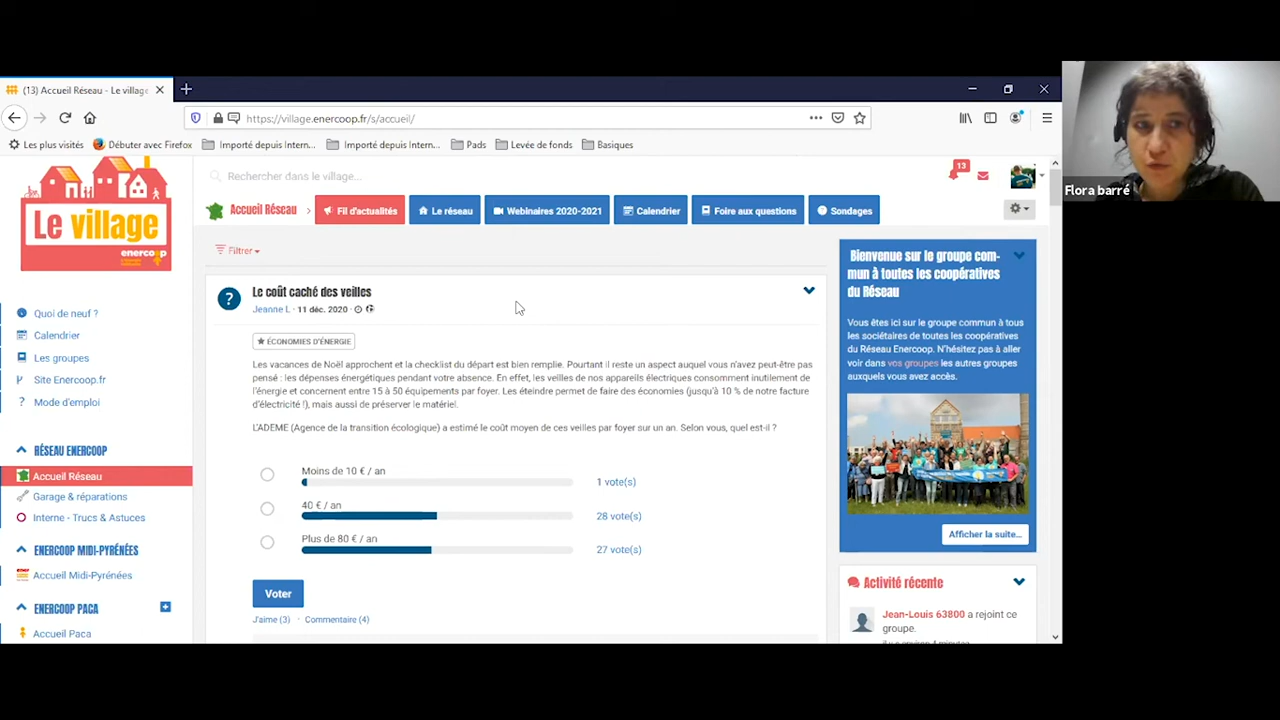 (13) Accueil Réseau - Le village
https://village.enercoop.fr/s/accueil/
Les plus visités
Débuter avec Firefox
Importé depuis Intern...
Importé depuis Intern...
Pads
Levée de fonds
Basiques
Flora barré
Le village
enercoop
Rechercher dans le village...
13
Accueil Réseau
Fil d'actualités
Le réseau
Webinaires 2020-2021
Calendrier
Foire aux questions
Sondages
Quoi de neuf ?
Calendrier
Les groupes
Site Enercoop.fr
Mode d'emploi
RÉSEAU ENERCOOP
Accueil Réseau
Garage & réparations
Interne - Trucs & Astuces
ENERCOOP MIDI-PYRÉNÉES
Accueil Midi-Pyrénées
ENERCOOP PACA
Accueil Paca
Filtrer
Le coût caché des veilles
Jeanne L · 11 déc. 2020 ·
ÉCONOMIES D'ÉNERGIE
Les vacances de Noël approchent et la checklist du départ est bien remplie. Pourtant il reste un aspect auquel vous n'avez peut-être pas
pensé : les dépenses énergétiques pendant votre absence. En effet, les veilles de nos appareils électriques consomment inutilement de
l'énergie et concernent entre 15 à 50 équipements par foyer. Les éteindre permet de faire des économies (jusqu'à 10 % de notre facture
d'électricité !), mais aussi de préserver le matériel.
L'ADEME (Agence de la transition écologique) a estimé le coût moyen de ces veilles par foyer sur un an. Selon vous, quel est-il ?
Moins de 10 € / an
1 vote(s)
40 € / an
28 vote(s)
Plus de 80 € / an
27 vote(s)
Voter
J'aime (3) · Commentaire (4)
Bienvenue sur le groupe com-
mun à toutes les coopératives
du Réseau
Vous êtes ici sur le groupe commun à tous
les sociétaires de toutes les coopératives
du Réseau Enercoop. N'hésitez pas à aller
voir dans vos groupes les autres groupes
auxquels vous avez accès.
Afficher la suite...
Activité récente
Jean-Louis 63800 a rejoint ce
groupe.